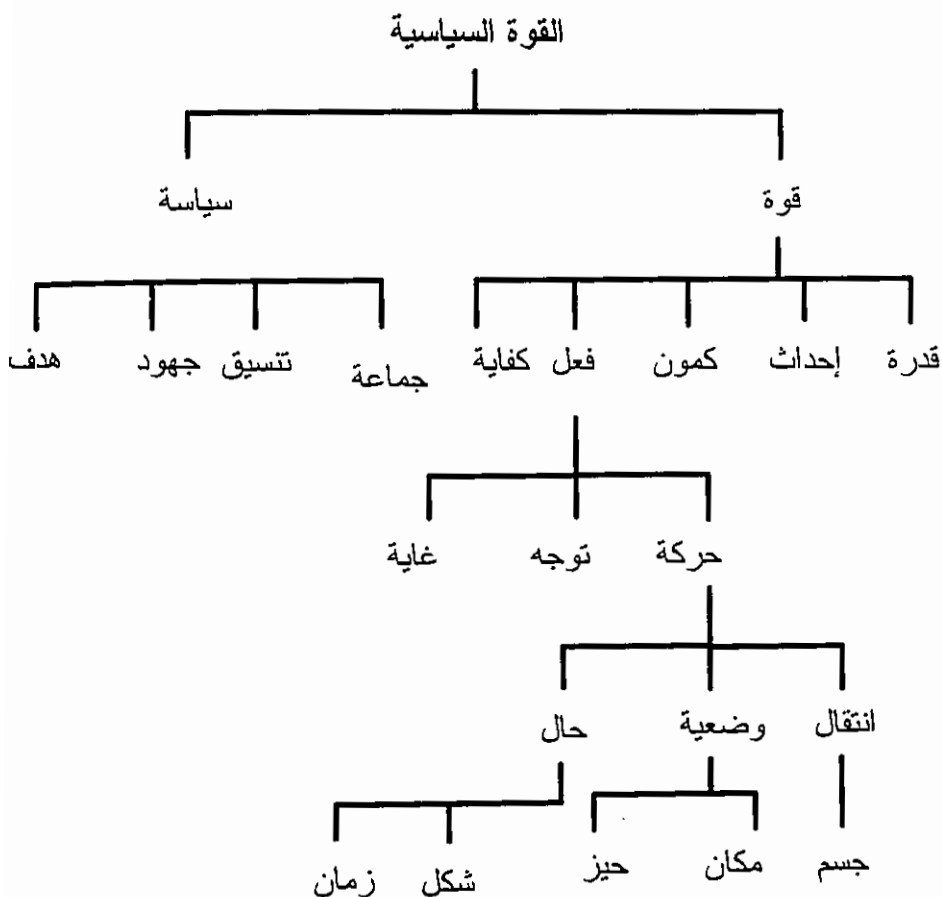 القوة السياسية
قوة سياسة
قدرة إحداث كمون فعل كفاية جماعة تنسيق جهود هدف
حركة توجه غاية
انتقال وضعية حال
جسم مكان حيز شكل زمان